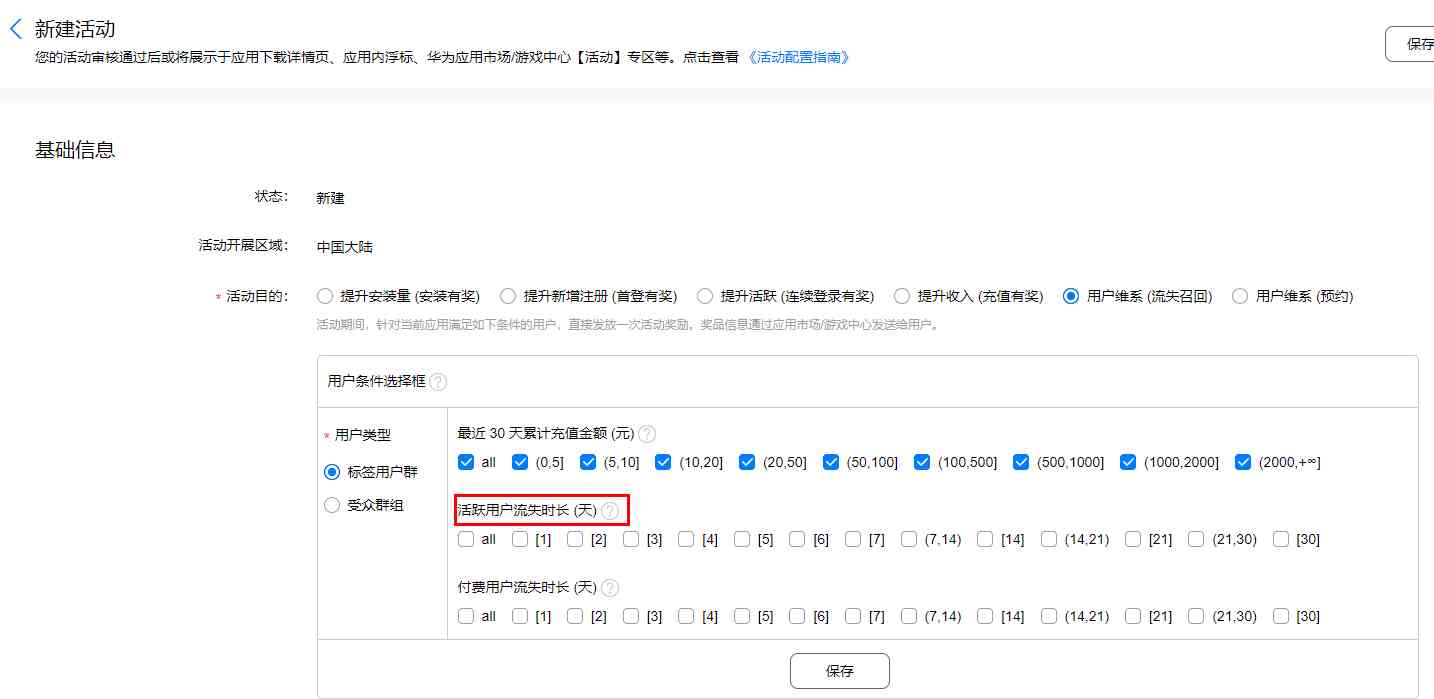 新建活动
您的活动审核通过后或将展示于应用下载详情页、应用内浮标、华为应用市场/游戏中心【活动】专区等。点击查看 《活动配置指南》
保存
基础信息
状态： 新建
活动开展区域： 中国大陆
* 活动目的： 提升安装量 (安装有奖) 提升新增注册 (首登有奖) 提升活跃 (连续登录有奖) 提升收入 (充值有奖) 用户维系 (流失召回) 用户维系 (预约)
活动期间，针对当前应用满足如下条件的用户，直接发放一次活动奖励。奖品信息通过应用市场/游戏中心发送给用户。
用户条件选择框 ?
* 用户类型
标签用户群
受众群组
最近 30 天累计充值金额 (元) ?
all (0,5] (5,10] (10,20] (20,50] (50,100] (100,500] (500,1000] (1000,2000] (2000,+∞]
活跃用户流失时长 (天) ?
all [1] [2] [3] [4] [5] [6] [7] (7,14) [14] (14,21) [21] (21,30) [30]
付费用户流失时长 (天) ?
all [1] [2] [3] [4] [5] [6] [7] (7,14) [14] (14,21) [21] (21,30) [30]
保存